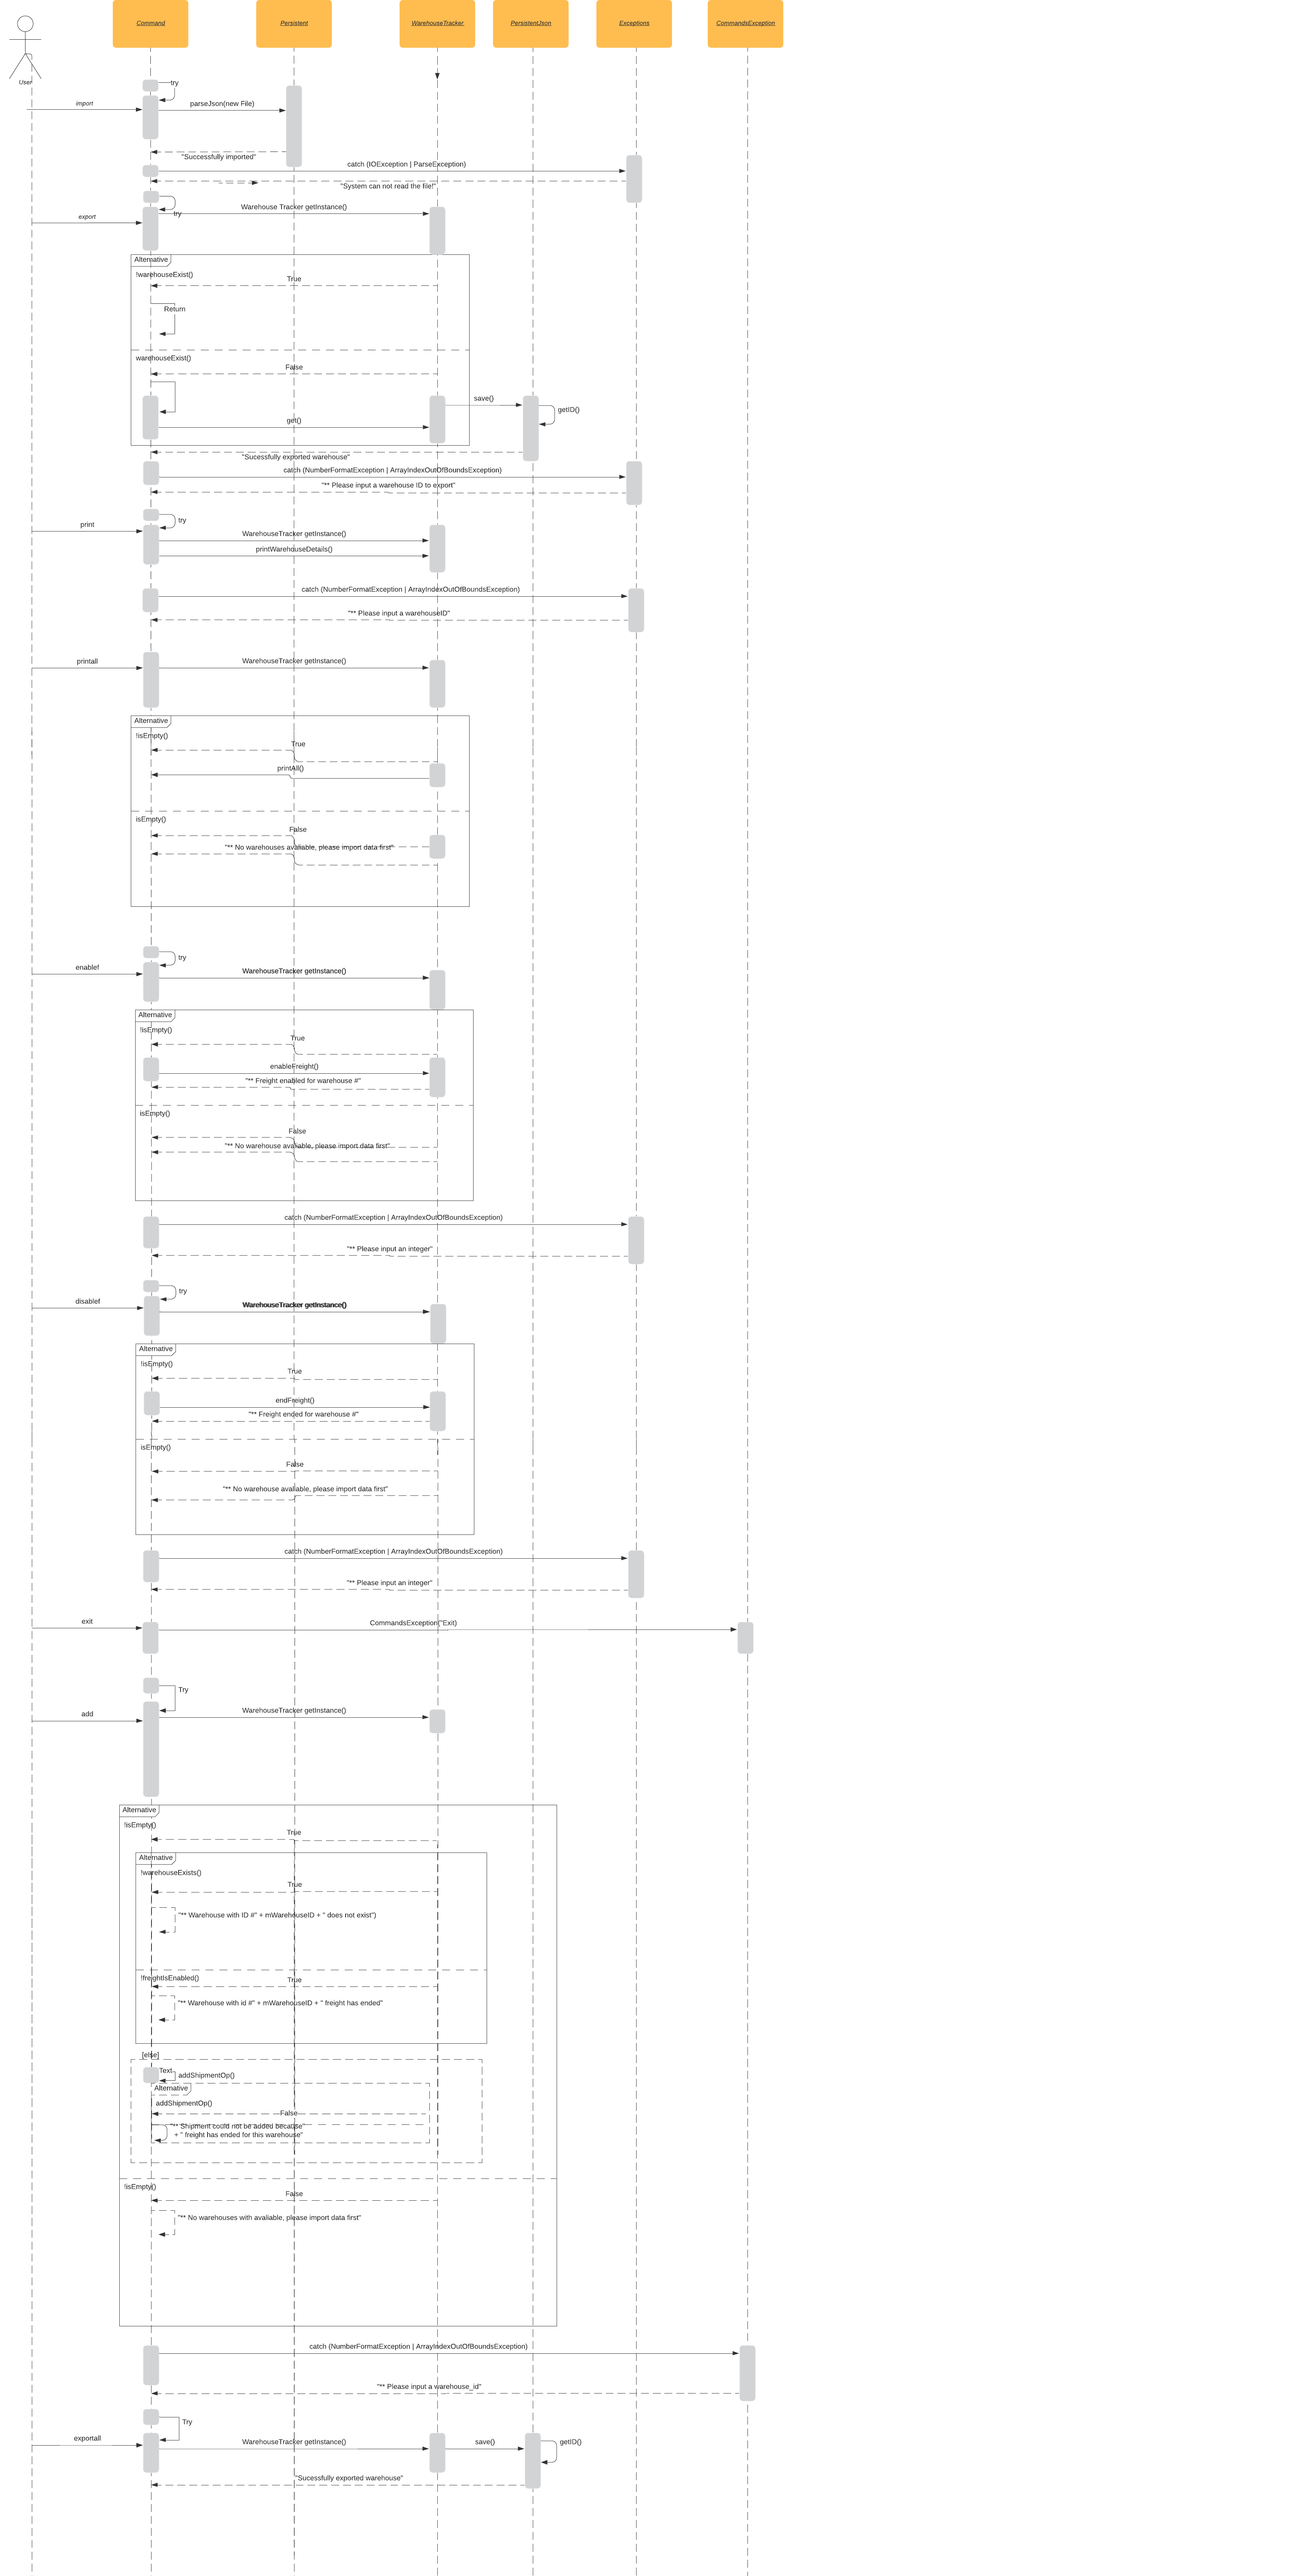 Command
Persistent
WarehouseTracker
PersistentJson
Exceptions
CommandsException
User
try
import
parseJson(new File)
"Successfully imported"
catch (IOException | ParseException)
"System can not read the file!"
try
export
Warehouse Tracker getInstance()
Alternative
!warehouseExist()
True
Return
warehouseExist()
False
save()
getID()
get()
"Sucessfully exported warehouse"
catch (NumberFormatException | ArrayIndexOutOfBoundsException)
"** Please input a warehouse ID to export"
try
print
WarehouseTracker getInstance()
printWarehouseDetails()
catch (NumberFormatException | ArrayIndexOutOfBoundsException)
"** Please input a warehouseID"
printall
WarehouseTracker getInstance()
Alternative
!isEmpty()
True
printAll()
isEmpty()
False
"** No warehouses avaliable, please import data first"
try
enablef
WarehouseTracker getInstance()
Alternative
!isEmpty()
True
enableFreight()
"** Freight enabled for warehouse #"
isEmpty()
False
"** No warehouse avaliable, please import data first"
catch (NumberFormatException | ArrayIndexOutOfBoundsException)
"** Please input an integer"
try
disablef
WarehouseTracker getInstance()
Alternative
!isEmpty()
True
endFreight()
"** Freight ended for warehouse #"
isEmpty()
False
"** No warehouse avaliable, please import data first"
catch (NumberFormatException | ArrayIndexOutOfBoundsException)
"** Please input an integer"
exit
CommandsException("Exit)
Try
add
WarehouseTracker getInstance()
Alternative
!isEmpty()
True
Alternative
!warehouseExists()
True
"** Warehouse with ID #" + mWarehouseID + " does not exist")
!freightIsEnabled()
True
"** Warehouse with id #" + mWarehouseID + " freight has ended"
[else]
Text
addShipmentOp()
Alternative
addShipmentOp()
False
"** Shipment could not be added because"
+ " freight has ended for this warehouse"
!isEmpty()
False
"** No warehouses with avaliable, please import data first"
catch (NumberFormatException | ArrayIndexOutOfBoundsException)
"** Please input a warehouse_id"
Try
exportall
WarehouseTracker getInstance()
save()
getID()
"Sucessfully exported warehouse"